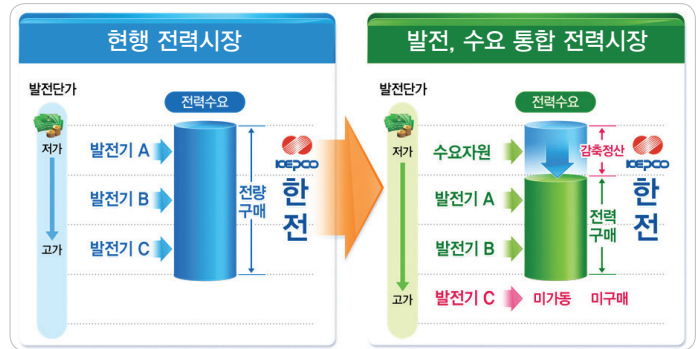 현행 전력시장
발전단가
전력수요
저가
고가
발전기 A
발전기 B
발전기 C
전량
구매
KEPCO
한
전
발전, 수요 통합 전력시장
발전단가
전력수요
저가
고가
수요자원
발전기 A
발전기 B
발전기 C
감축정산
전력
구매
KEPCO
한
전
미가동
미구매